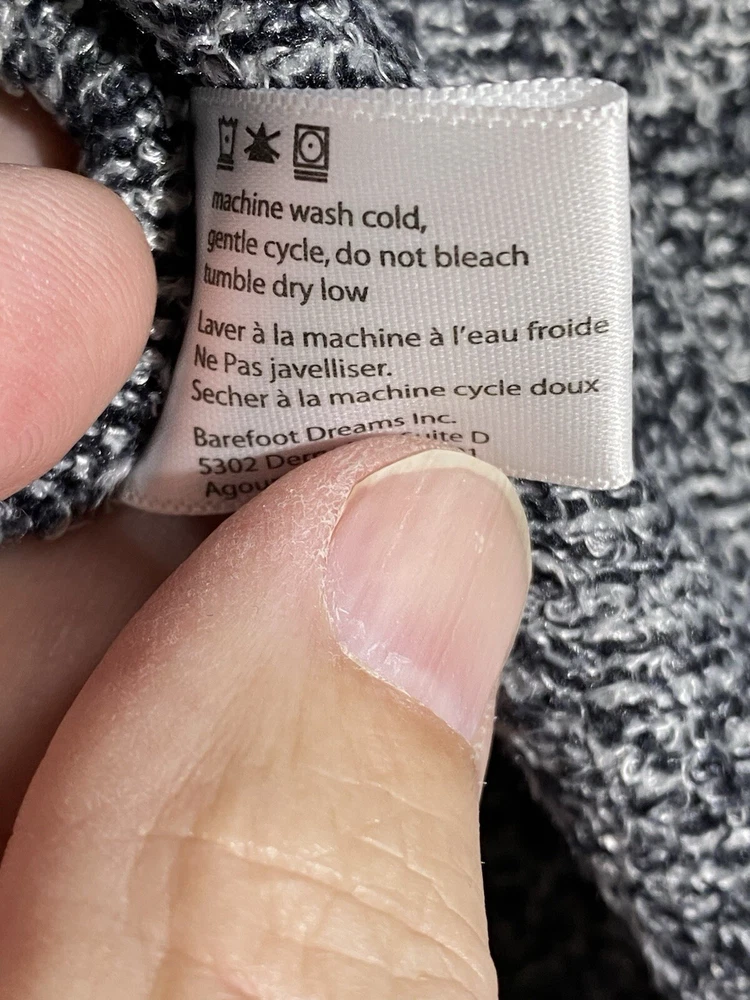 machine wash cold,
gentle cycle, do not bleach
tumble dry low
Laver à la machine à l'eau froide
Ne Pas javelliser.
Secher à la machine cycle doux
Barefoot Dreams Inc.
5302 D